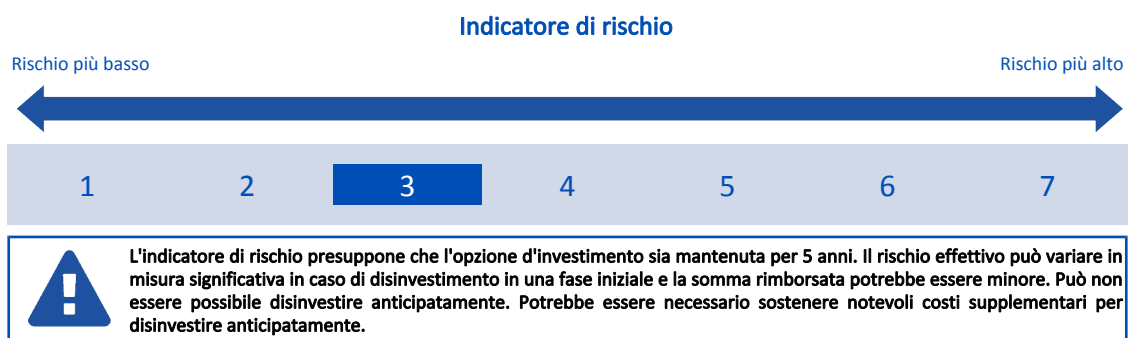 Indicatore di rischio
Rischio più basso
Rischio più alto
1 2 3 4 5 6 7
L'indicatore di rischio presuppone che l'opzione d'investimento sia mantenuta per 5 anni. Il rischio effettivo può variare in
misura significativa in caso di disinvestimento in una fase iniziale e la somma rimborsata potrebbe essere minore. Può non
essere possibile disinvestire anticipatamente. Potrebbe essere necessario sostenere notevoli costi supplementari per
disinvestire anticipatamente.